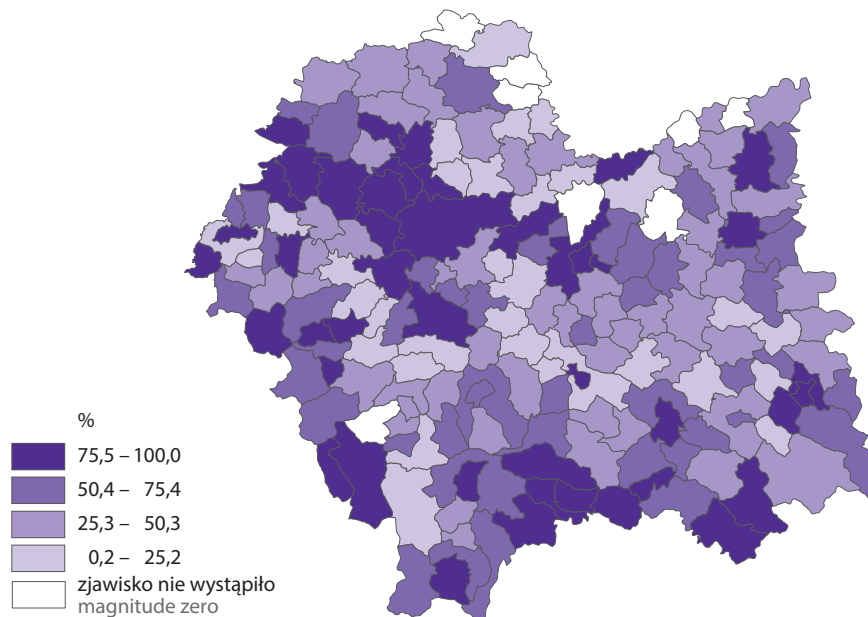 %
75,5 – 100,0
50,4 – 75,4
25,3 – 50,3
0,2 – 25,2
zjawisko nie wystąpiło
magnitude zero